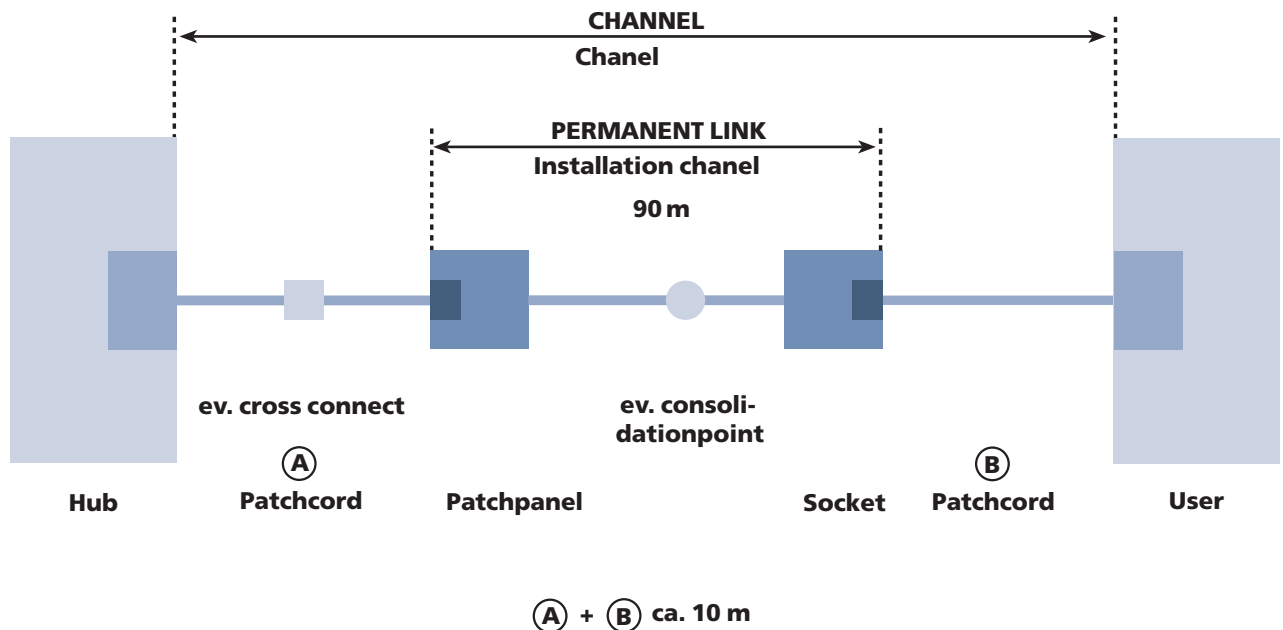 CHANNEL
Chanel
PERMANENT LINK
Installation chanel
90 m
ev. cross connect
ev. consoli-
dationpoint
A
B
Hub
Patchcord
Patchpanel
Socket
Patchcord
User
A + B ca. 10 m